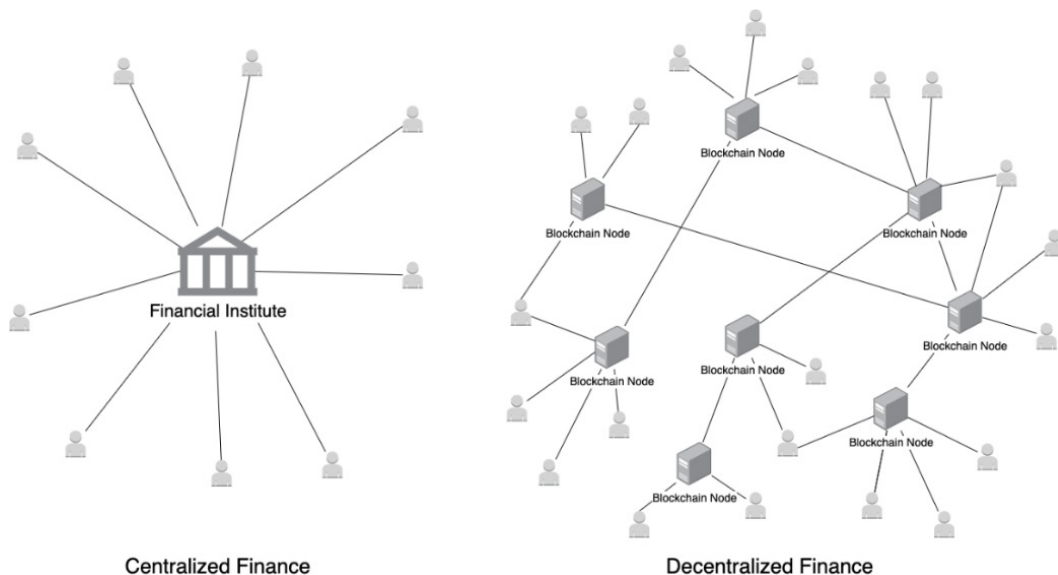 Financial Institute
Blockchain Node
Blockchain Node
Blockchain Node
Blockchain Node
Blockchain Node
Blockchain Node
Blockchain Node
Blockchain Node
Centralized Finance
Decentralized Finance